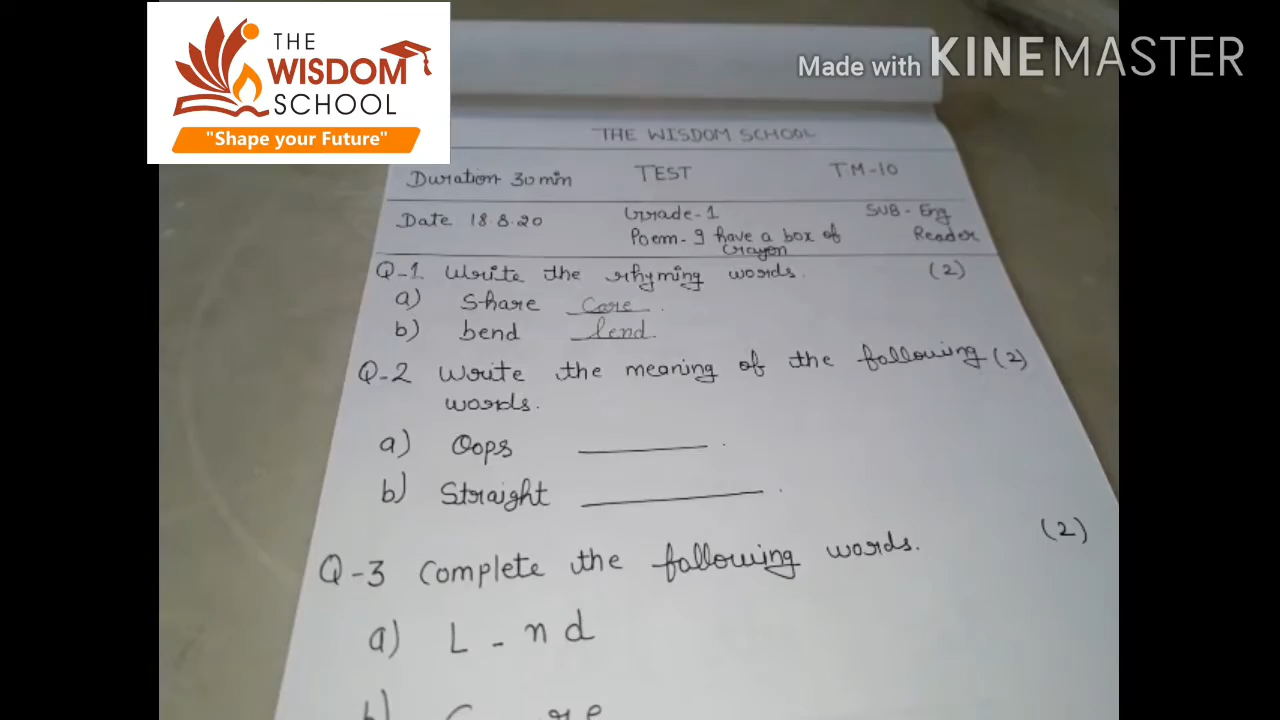 THE
WISDOM
SCHOOL
"Shape your Future"
Made with KINEMASTER
THE WISDOM SCHOOL
Duration 30 min TEST TM-10
Date 18.8.20 Grade-1 SUB- Eng
Poem- I have a box of Reader
Crayon
Q-1 Write the rhyming words. (2)
a) Share Care.
b) bend lend.
Q-2 Write the meaning of the following (2)
words.
a) Oops
b) Straight
Q-3 Complete the following words. (2)
a) L - n d
b)